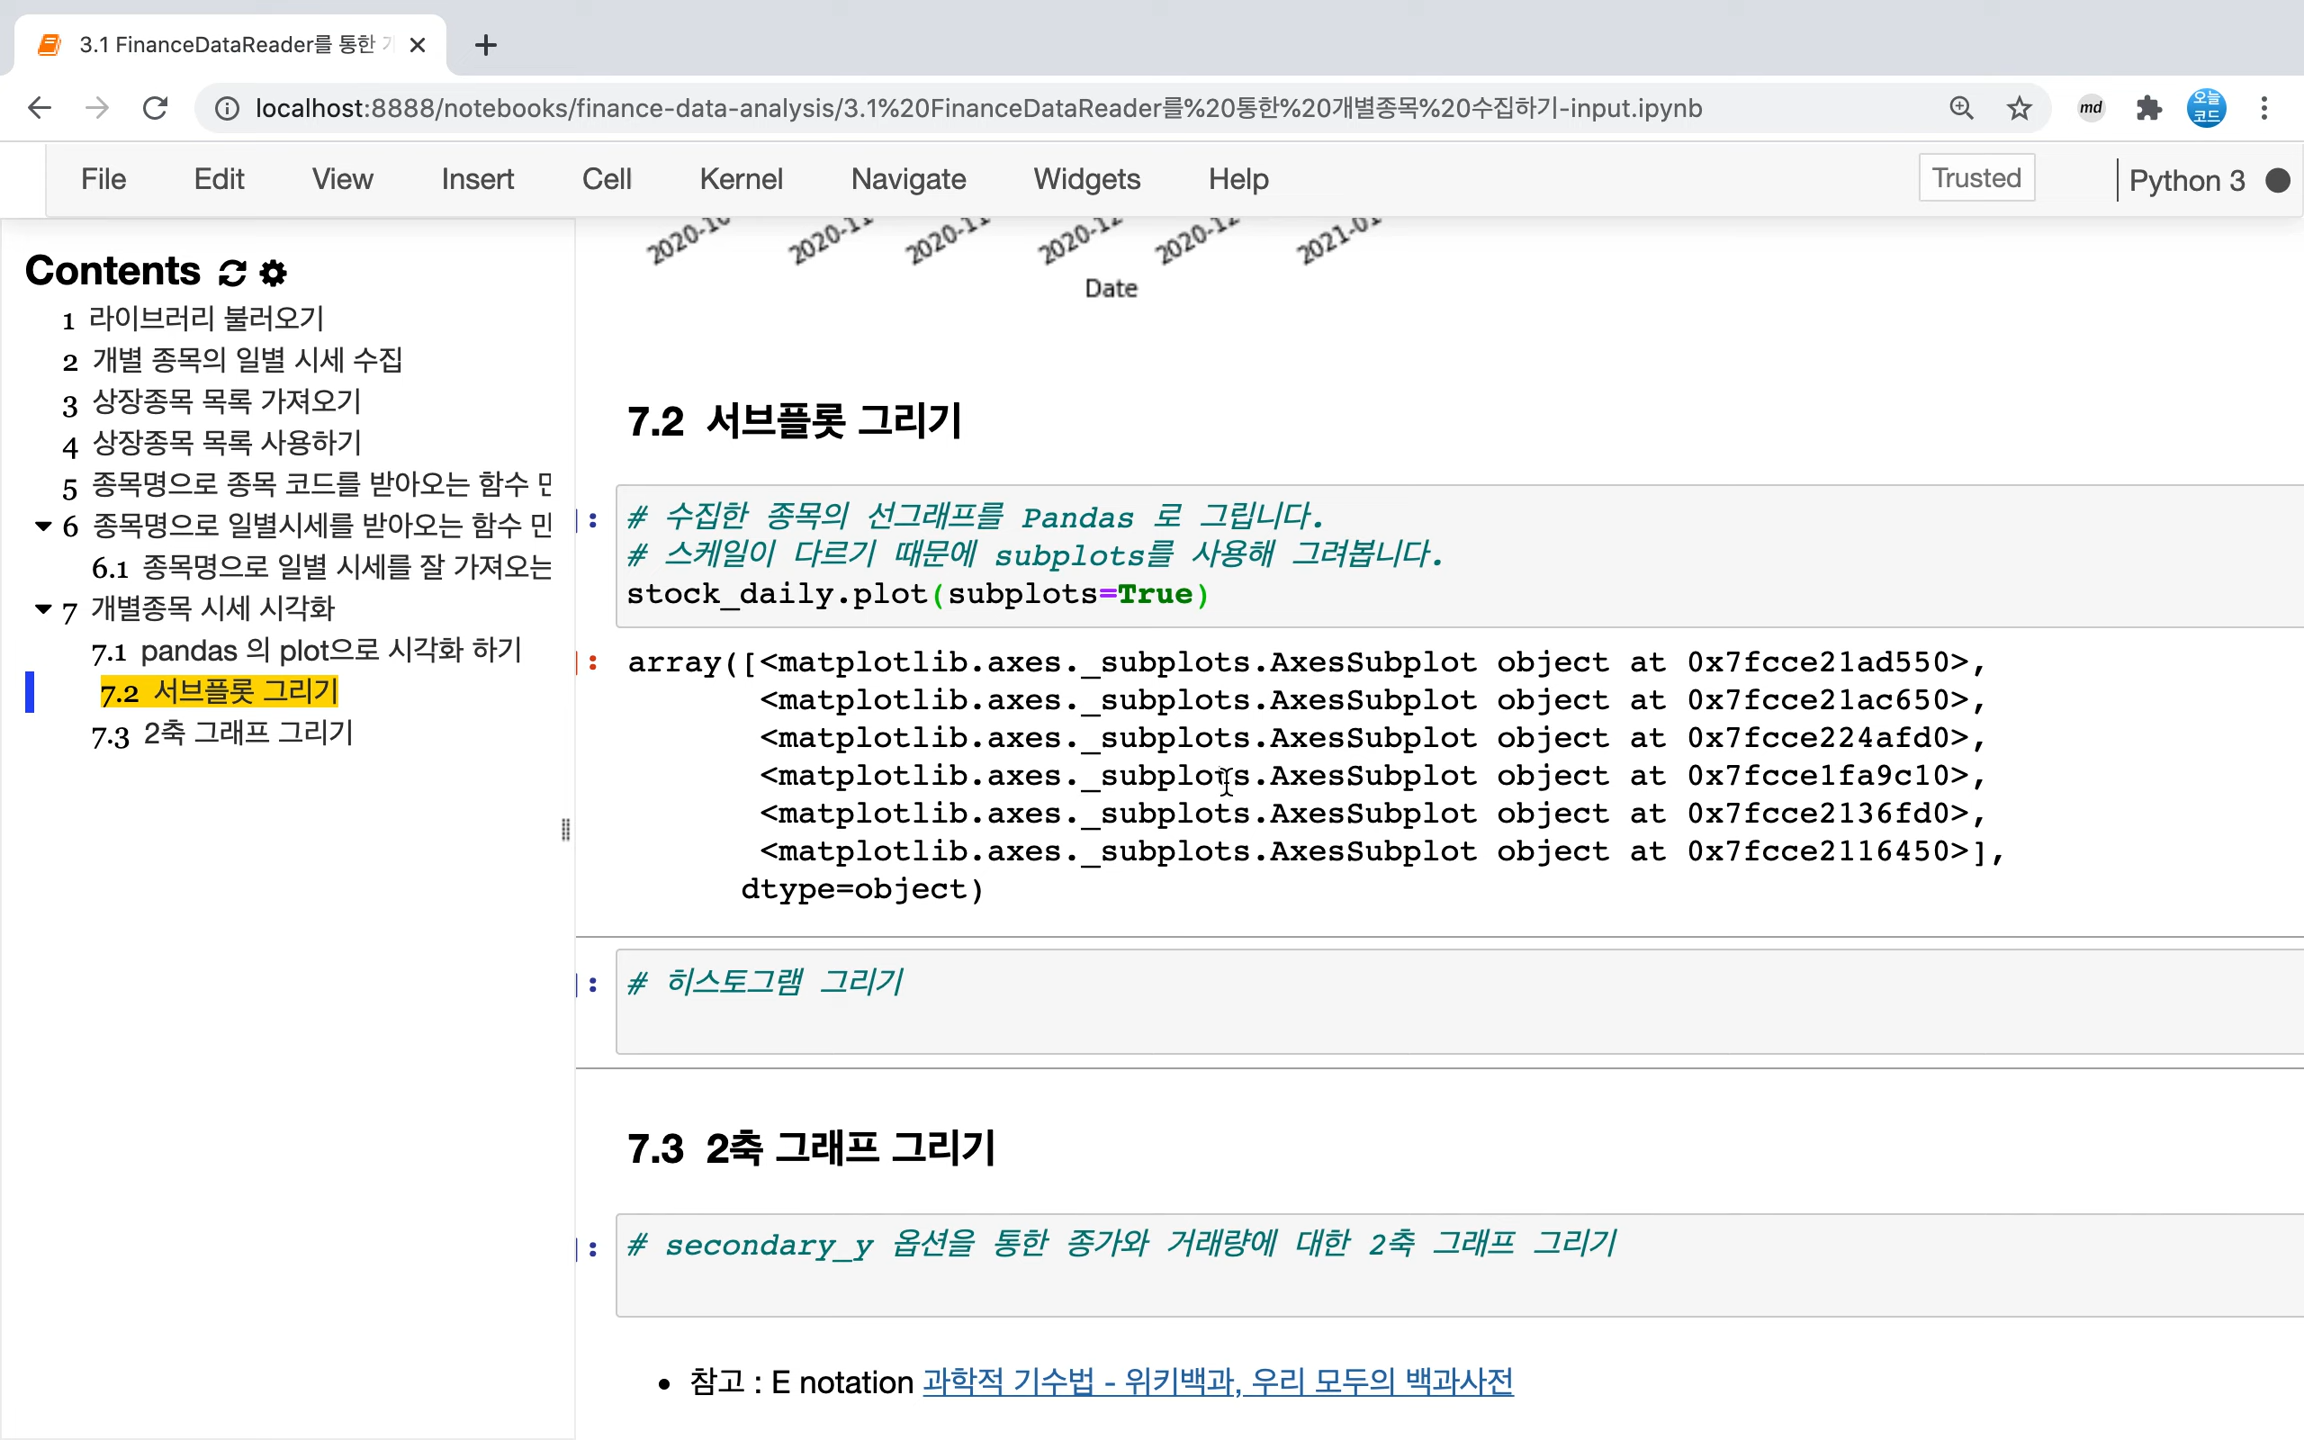 3.1 FinanceDataReader를 통한
localhost:8888/notebooks/finance-data-analysis/3.1%20FinanceDataReader를%20통한%20개별종목%20수집하기-input.ipynb
md
오늘
코드
File Edit View Insert Cell Kernel Navigate Widgets Help
Trusted
Python 3
Contents
1 라이브러리 불러오기
2 개별 종목의 일별 시세 수집
3 상장종목 목록 가져오기
4 상장종목 목록 사용하기
5 종목명으로 종목 코드를 받아오는 함수
6 종목명으로 일별시세를 받아오는 함수
6.1 종목명으로 일별 시세를 잘 가져오는
7 개별종목 시세 시각화
7.1 pandas 의 plot으로 시각화 하기
7.2 서브플롯 그리기
7.3 2축 그래프 그리기
2020-10 2020-11 2020-11 2020-12 2020-12 2021-01
Date
7.2 서브플롯 그리기
# 수집한 종목의 선그래프를 Pandas 로 그립니다.
# 스케일이 다르기 때문에 subplots를 사용해 그려봅니다.
stock_daily.plot(subplots=True)
array([<matplotlib.axes._subplots.AxesSubplot object at 0x7fcce21ad550>,
<matplotlib.axes._subplots.AxesSubplot object at 0x7fcce21ac650>,
<matplotlib.axes._subplots.AxesSubplot object at 0x7fcce224afd0>,
<matplotlib.axes._subplots.AxesSubplot object at 0x7fcce1fa9c10>,
<matplotlib.axes._subplots.AxesSubplot object at 0x7fcce2136fd0>,
<matplotlib.axes._subplots.AxesSubplot object at 0x7fcce2116450>],
dtype=object)
# 히스토그램 그리기
7.3 2축 그래프 그리기
# secondary_y 옵션을 통한 종가와 거래량에 대한 2축 그래프 그리기
• 참고 : E notation 과학적 기수법 - 위키백과, 우리 모두의 백과사전